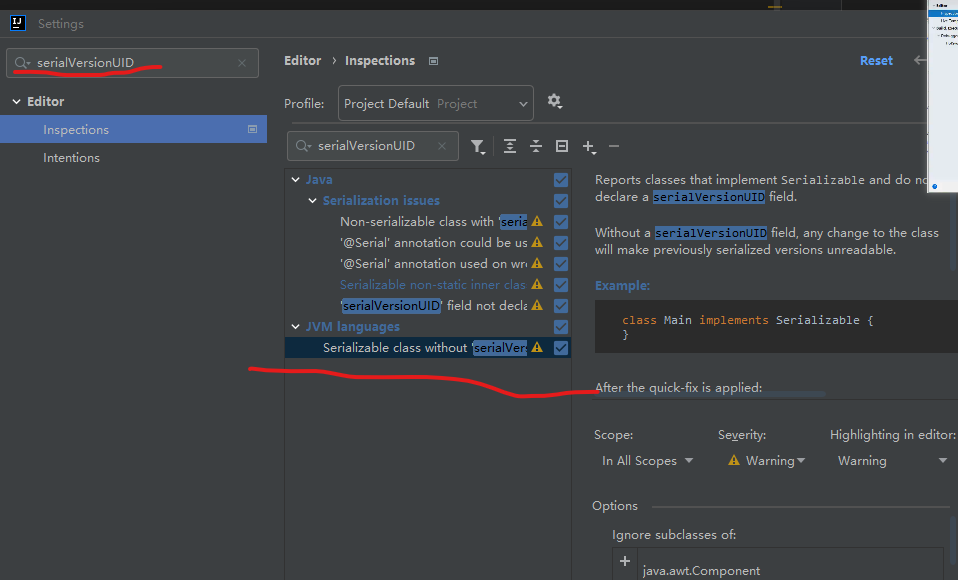 IJ
Settings
serialVersionUID
Editor
Inspections
Intentions
Editor › Inspections
Reset
Profile:
Project Default Project
serialVersionUID
Java
Serialization issues
Non-serializable class with 'seria
'@Serial' annotation could be us
'@Serial' annotation used on wr
Serializable non-static inner clas
'serialVersionUID' field not decla
JVM languages
Serializable class without 'serialVer
Reports classes that implement Serializable and do no
declare a serialVersionUID field.
Without a serialVersionUID field, any change to the class
will make previously serialized versions unreadable.
Example:
class Main implements Serializable {
}
After the quick-fix is applied:
Scope:
Severity:
Highlighting in editor:
In All Scopes
Warning
Warning
Options
Ignore subclasses of:
java.awt.Component